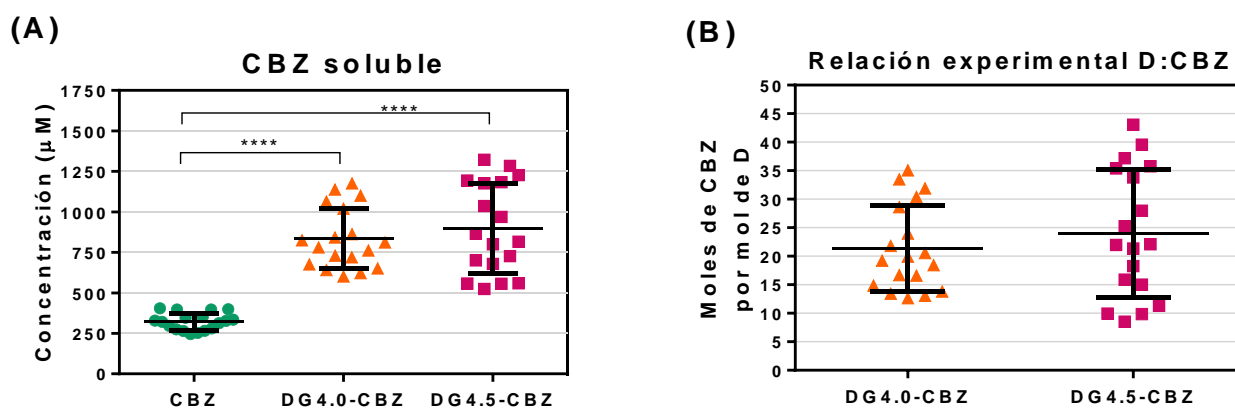 (A)
CBZ soluble
Concentración (µM)
1750
1500
1250
1000
750
500
250
0
****
****
CBZ
DG4.0-CBZ
DG4.5-CBZ
(B)
Relación experimental D:CBZ
Moles de CBZ
por mol de D
50
45
40
35
30
25
20
15
10
5
0
DG4.0-CBZ
DG4.5-CBZ